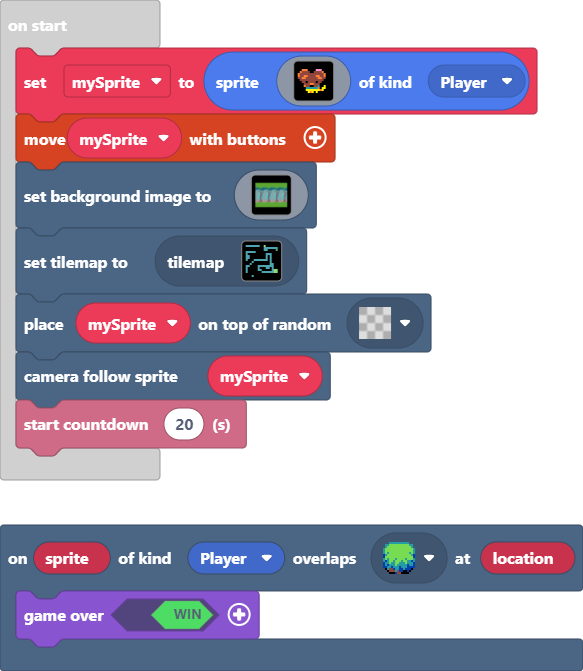 on start
set mySprite to sprite of kind Player
move mySprite with buttons
set background image to
set tilemap to tilemap
place mySprite on top of random
camera follow sprite mySprite
start countdown 20 (s)
on sprite of kind Player overlaps at location
game over WIN